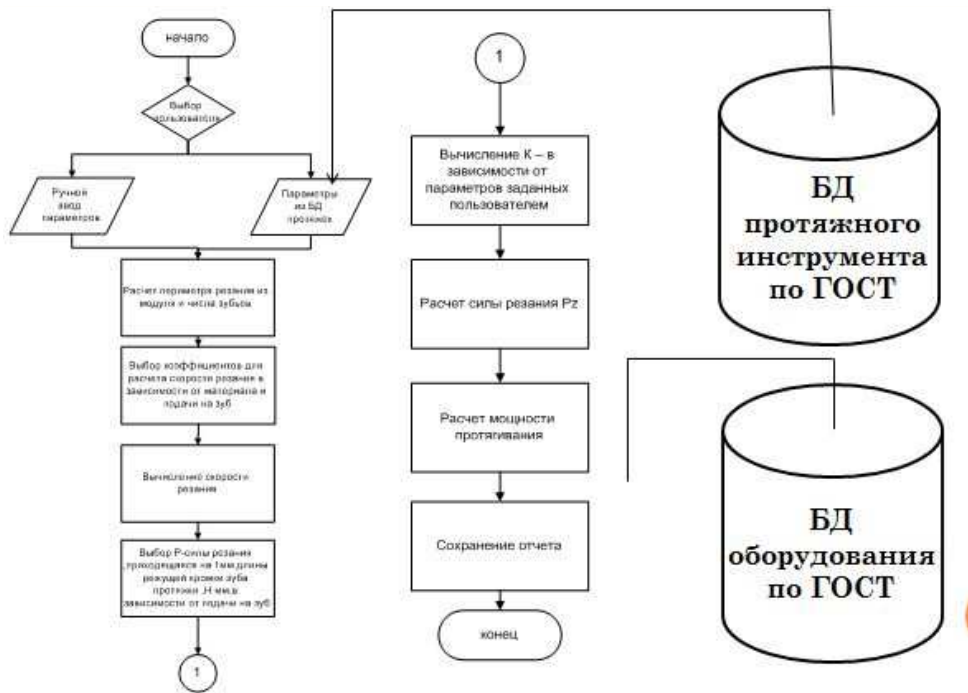 начало
Выбор
пользователь
Ручной
ввод
параметров
Параметры
из БД
протяжек
Расчет периметра резания из
модуля и числа зубьев
Выбор коэффициентов для
расчета скорости резания в
зависимости от материала и
подачи на зуб
Вычисление скорости
резания
Выбор Р-силы резания
,приходящаяся на 1мм.длины
режущей кромки зуба
протяжки ,Н мм.в
зависимости от подачи на зуб
1
1
Вычисление К – в
зависимости от
параметров заданных
пользователем
Расчет силы резания Pz
Расчет мощности
протягивания
Сохранение отчета
конец
БД
протяжного
инструмента
по ГОСТ
БД
оборудования
по ГОСТ